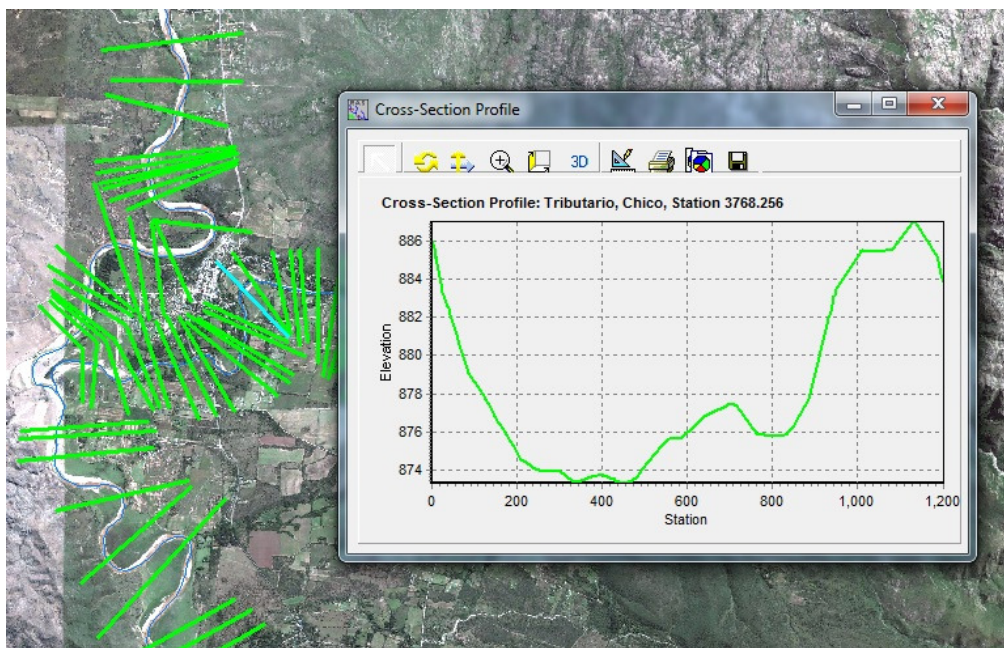 Cross-Section Profile
3D
Cross-Section Profile: Tributario, Chico, Station 3768.256
886
884
882
880
878
876
874
Elevation
0 200 400 600 800 1,000 1,200
Station